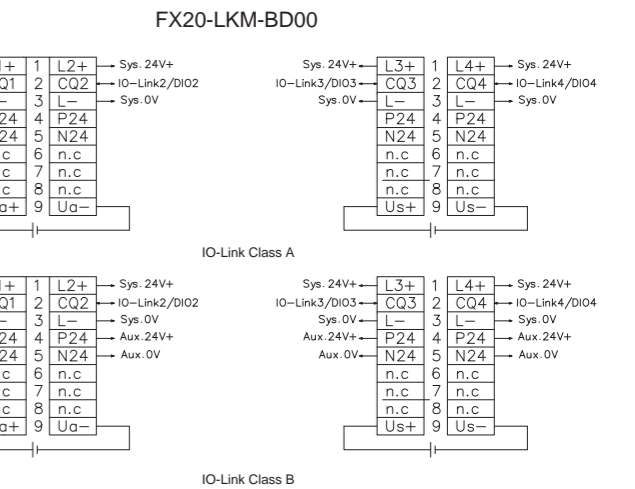 FX20-LKM-BD00
1 L2+ Sys. 24V+
2 CQ2 IO-Link2/DIO2
3 L- Sys.0V
4 P24
5 N24
6 n.c
7 n.c
8 n.c
9 Ua-
Sys. 24V+ L3+ 1 L4+ Sys. 24V+
IO-Link3/DIO3 CQ3 2 CQ4 IO-Link4/DIO4
Sys.0V L- 3 L- Sys.0V
P24 4 P24
N24 5 N24
n.c 6 n.c
n.c 7 n.c
n.c 8 n.c
Us+ 9 Us-
IO-Link Class A
1 L2+ Sys. 24V+
2 CQ2 IO-Link2/DIO2
3 L- Sys.0V
4 P24 Aux.24V+
5 N24 Aux.0V
6 n.c
7 n.c
8 n.c
9 Ua-
Sys. 24V+ L3+ 1 L4+ Sys. 24V+
IO-Link3/DIO3 CQ3 2 CQ4 IO-Link4/DIO4
Sys.0V L- 3 L- Sys.0V
Aux.24V+ P24 4 P24 Aux.24V+
Aux.0V N24 5 N24 Aux.0V
n.c 6 n.c
n.c 7 n.c
n.c 8 n.c
Us+ 9 Us-
IO-Link Class B